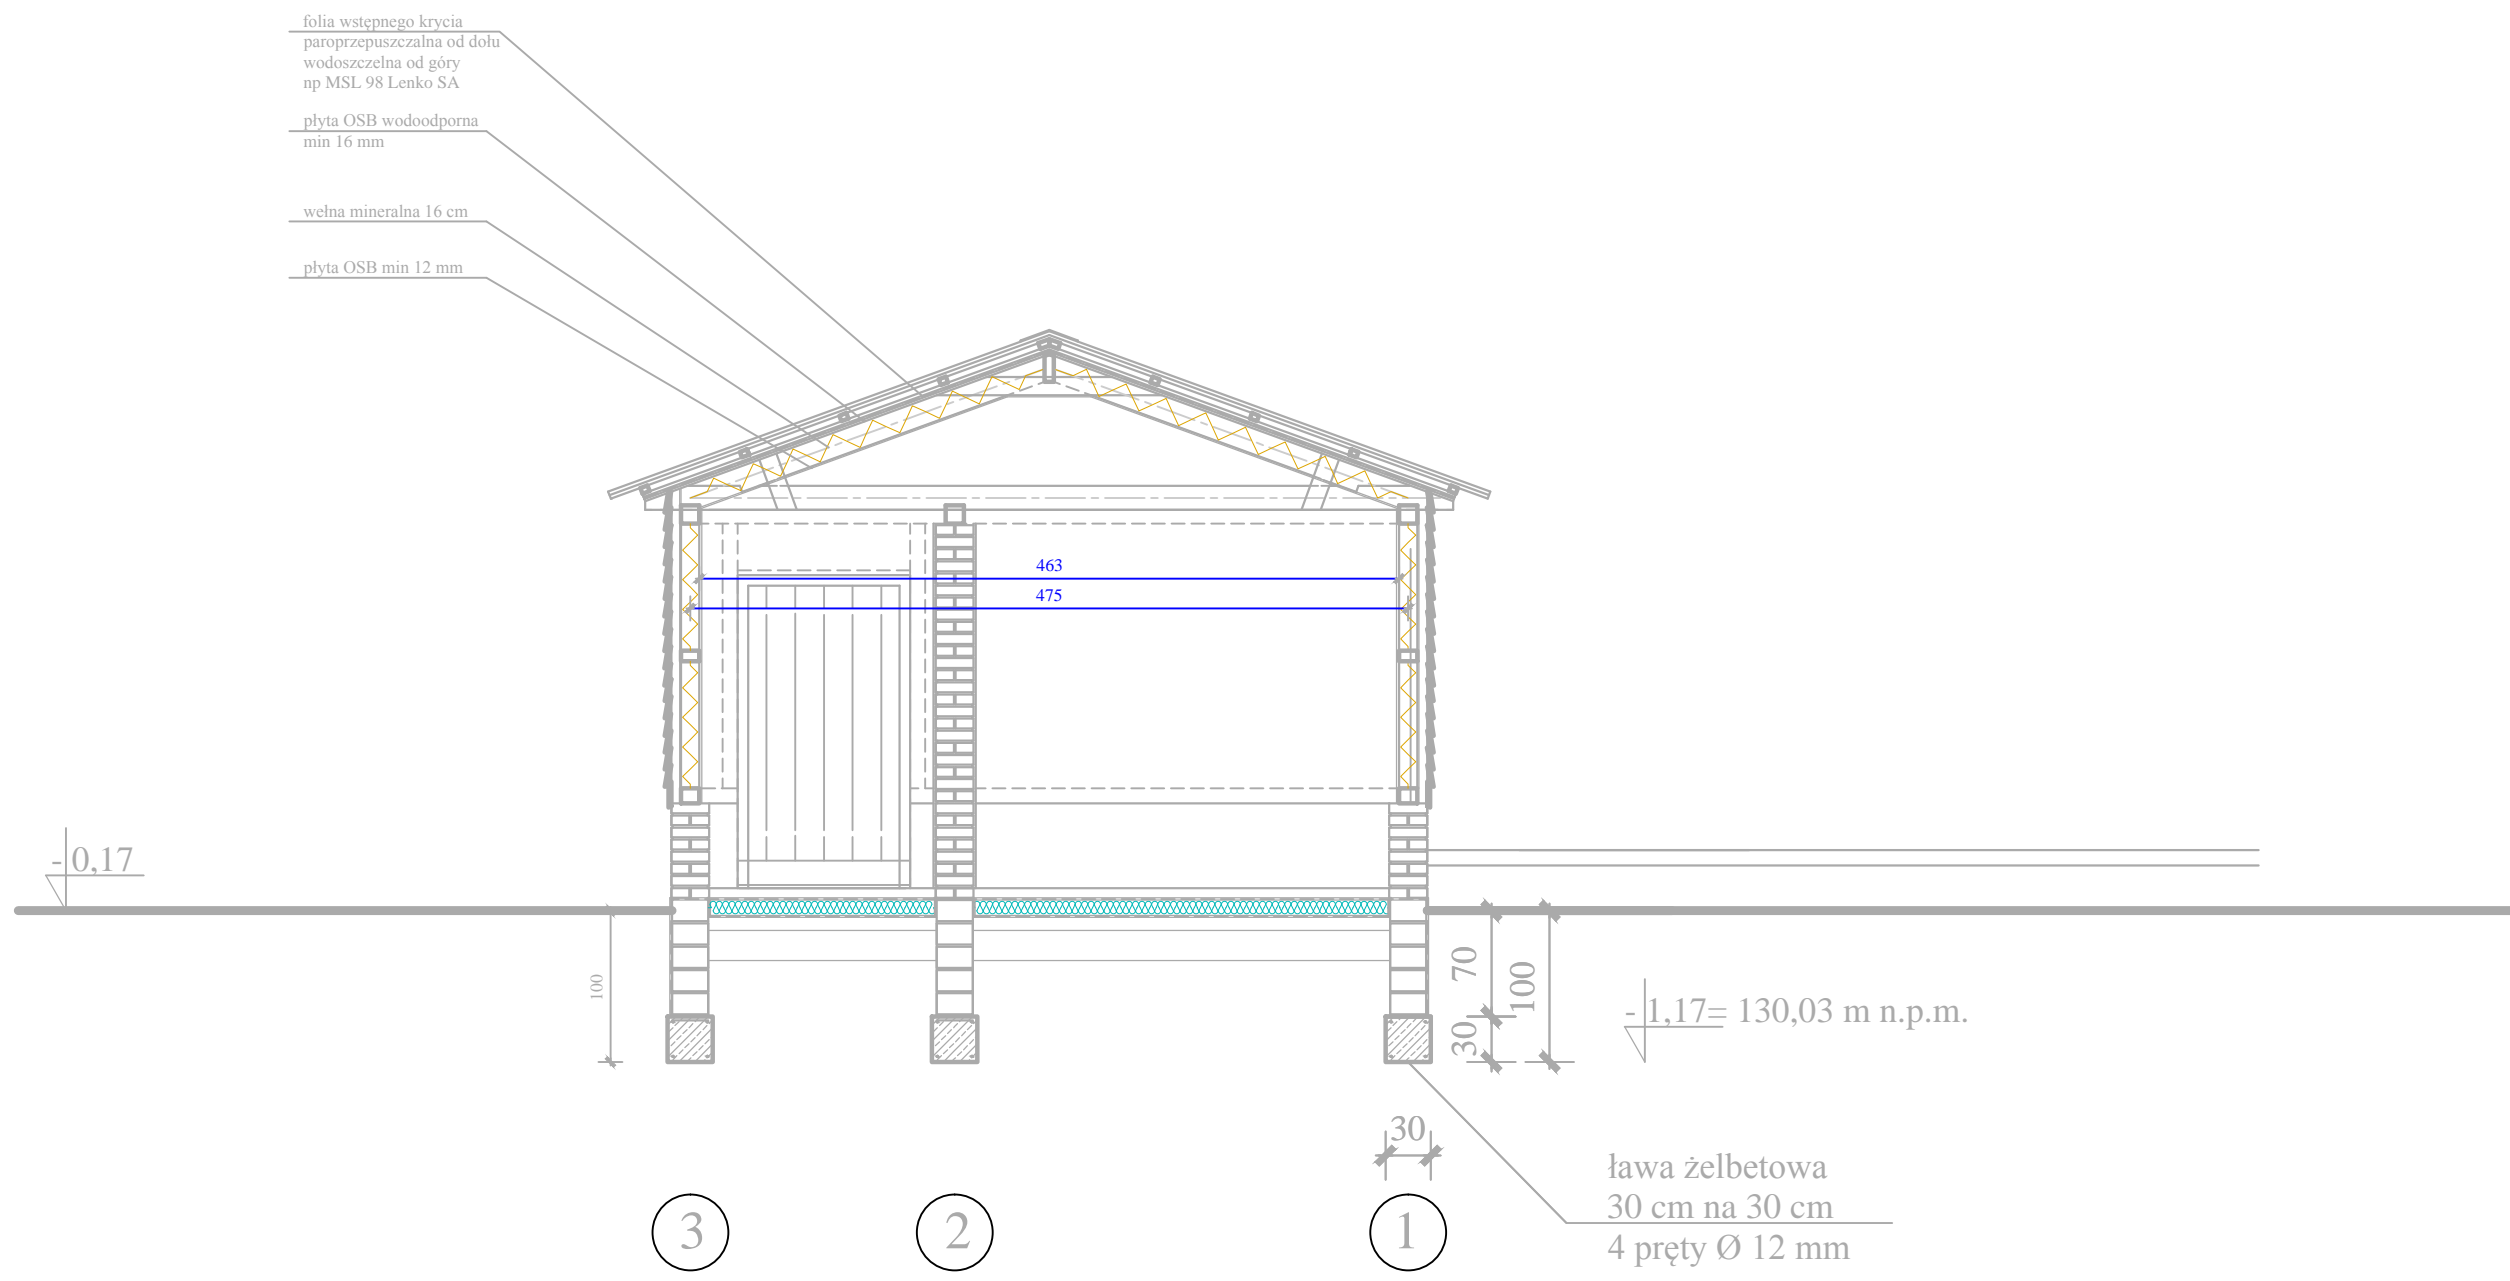 folia wstępnego krycia
paroprzepuszczalna od dołu
wodoszczelna od góry
np MSL 98 Lenko SA
płyta OSB wodoodporna
min 16 mm
wełna mineralna 16 cm
płyta OSB min 12 mm
463
475
- 0,17
100
70
100
30
- 1,17= 130,03 m n.p.m.
30
ława żelbetowa
30 cm na 30 cm
4 pręty Ø 12 mm
3
2
1